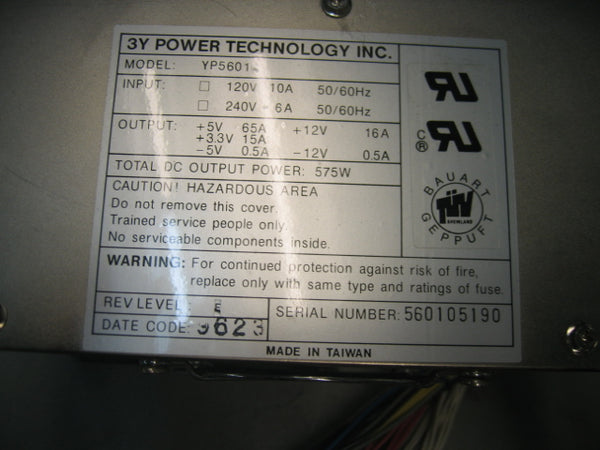 3Y POWER TECHNOLOGY INC.
MODEL: YP5601
INPUT: 120V 10A 50/60Hz
240V - 6A 50/60Hz
OUTPUT: +5V 65A +12V 16A
+3.3V 15A
-5V 0.5A -12V 0.5A
TOTAL DC OUTPUT POWER: 575W
CAUTION! HAZARDOUS AREA
Do not remove this cover.
Trained service people only.
No serviceable components inside.
WARNING: For continued protection against risk of fire,
replace only with same type and ratings of fuse.
REV LEVEL: E
DATE CODE: 9623
SERIAL NUMBER: 560105190
MADE IN TAIWAN
C
®
BAUART
TÜV
RHEINLAND
GEPRÜFT